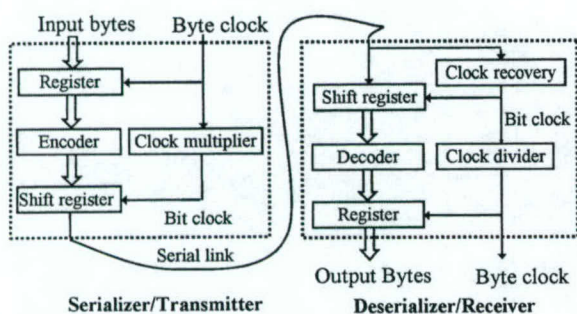 Input bytes
Byte clock
Register
Encoder
Clock multiplier
Shift register
Bit clock
Serial link
Serializer/Transmitter
Clock recovery
Shift register
Bit clock
Decoder
Clock divider
Register
Output Bytes
Byte clock
Deserializer/Receiver